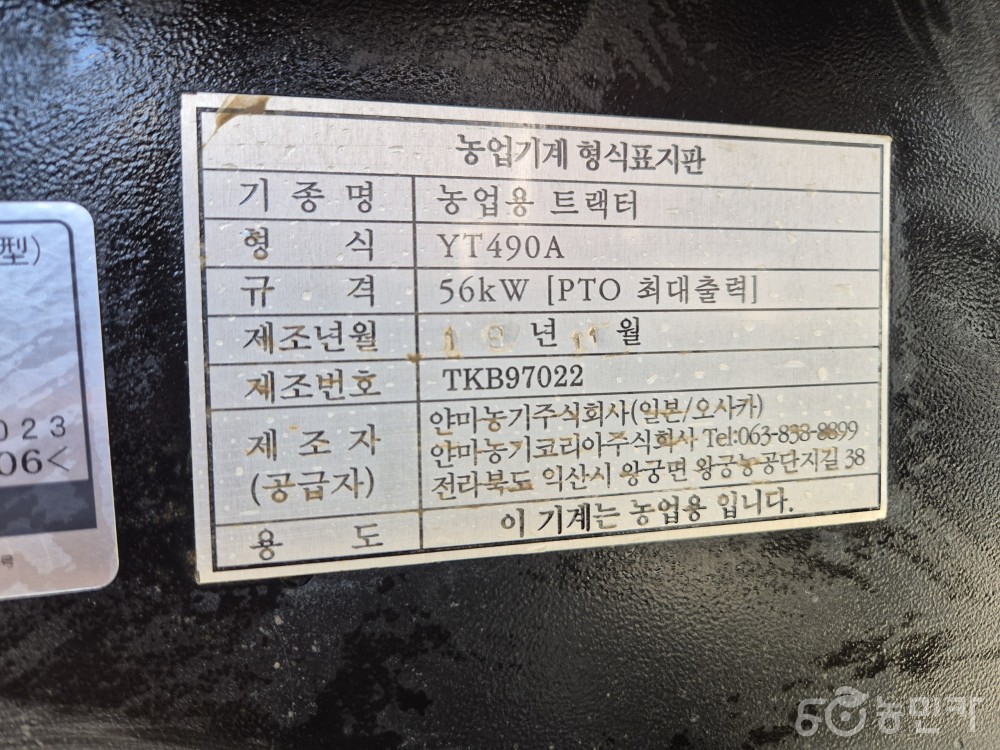 농업기계 형식표지판
기종명 농업용 트랙터
형식 YT490A
규격 56kW [PTO 최대출력]
제조년월 년 월
제조번호 TKB97022
제조자 (공급자) 얀마농기주식회사(일본/오사카)
얀마농기코리아주식회사 Tel:063-838-8899
전라북도 익산시 왕궁면 왕궁농공단지길 38
용도 이 기계는 농업용 입니다.
型)
023
06<
농민카